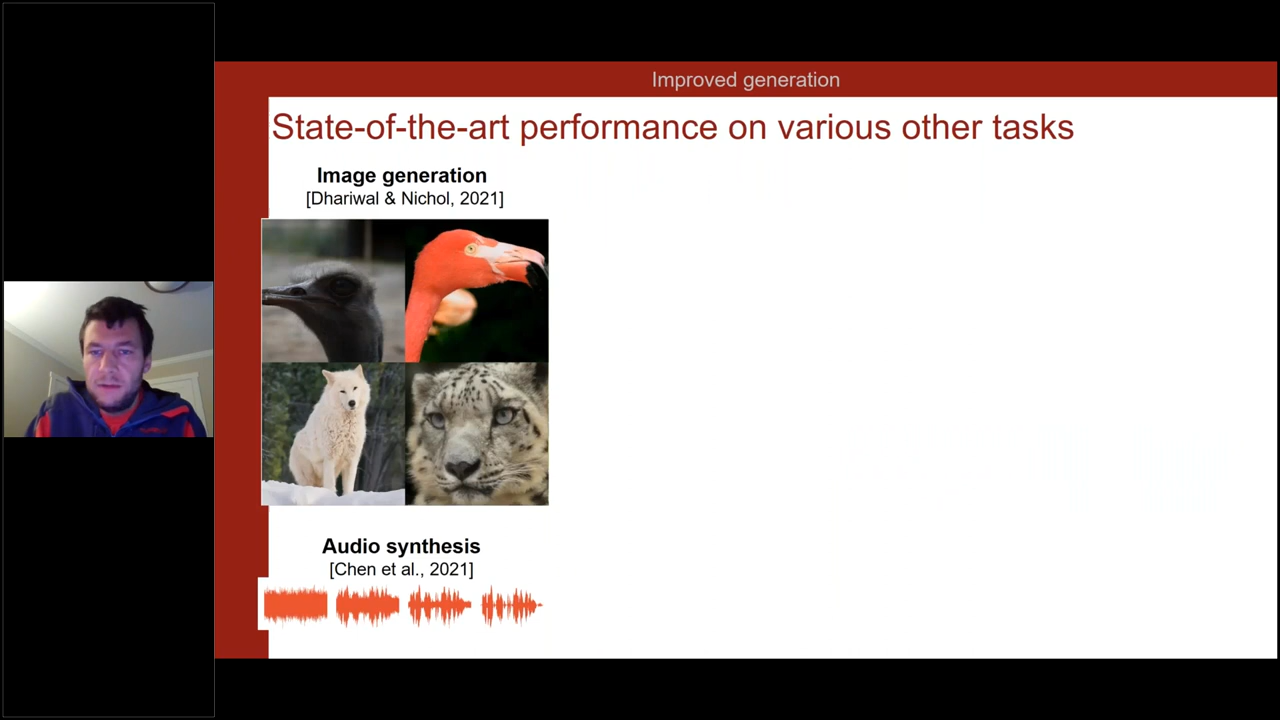 Improved generation
State-of-the-art performance on various other tasks
Image generation
[Dhariwal & Nichol, 2021]
Audio synthesis
[Chen et al., 2021]